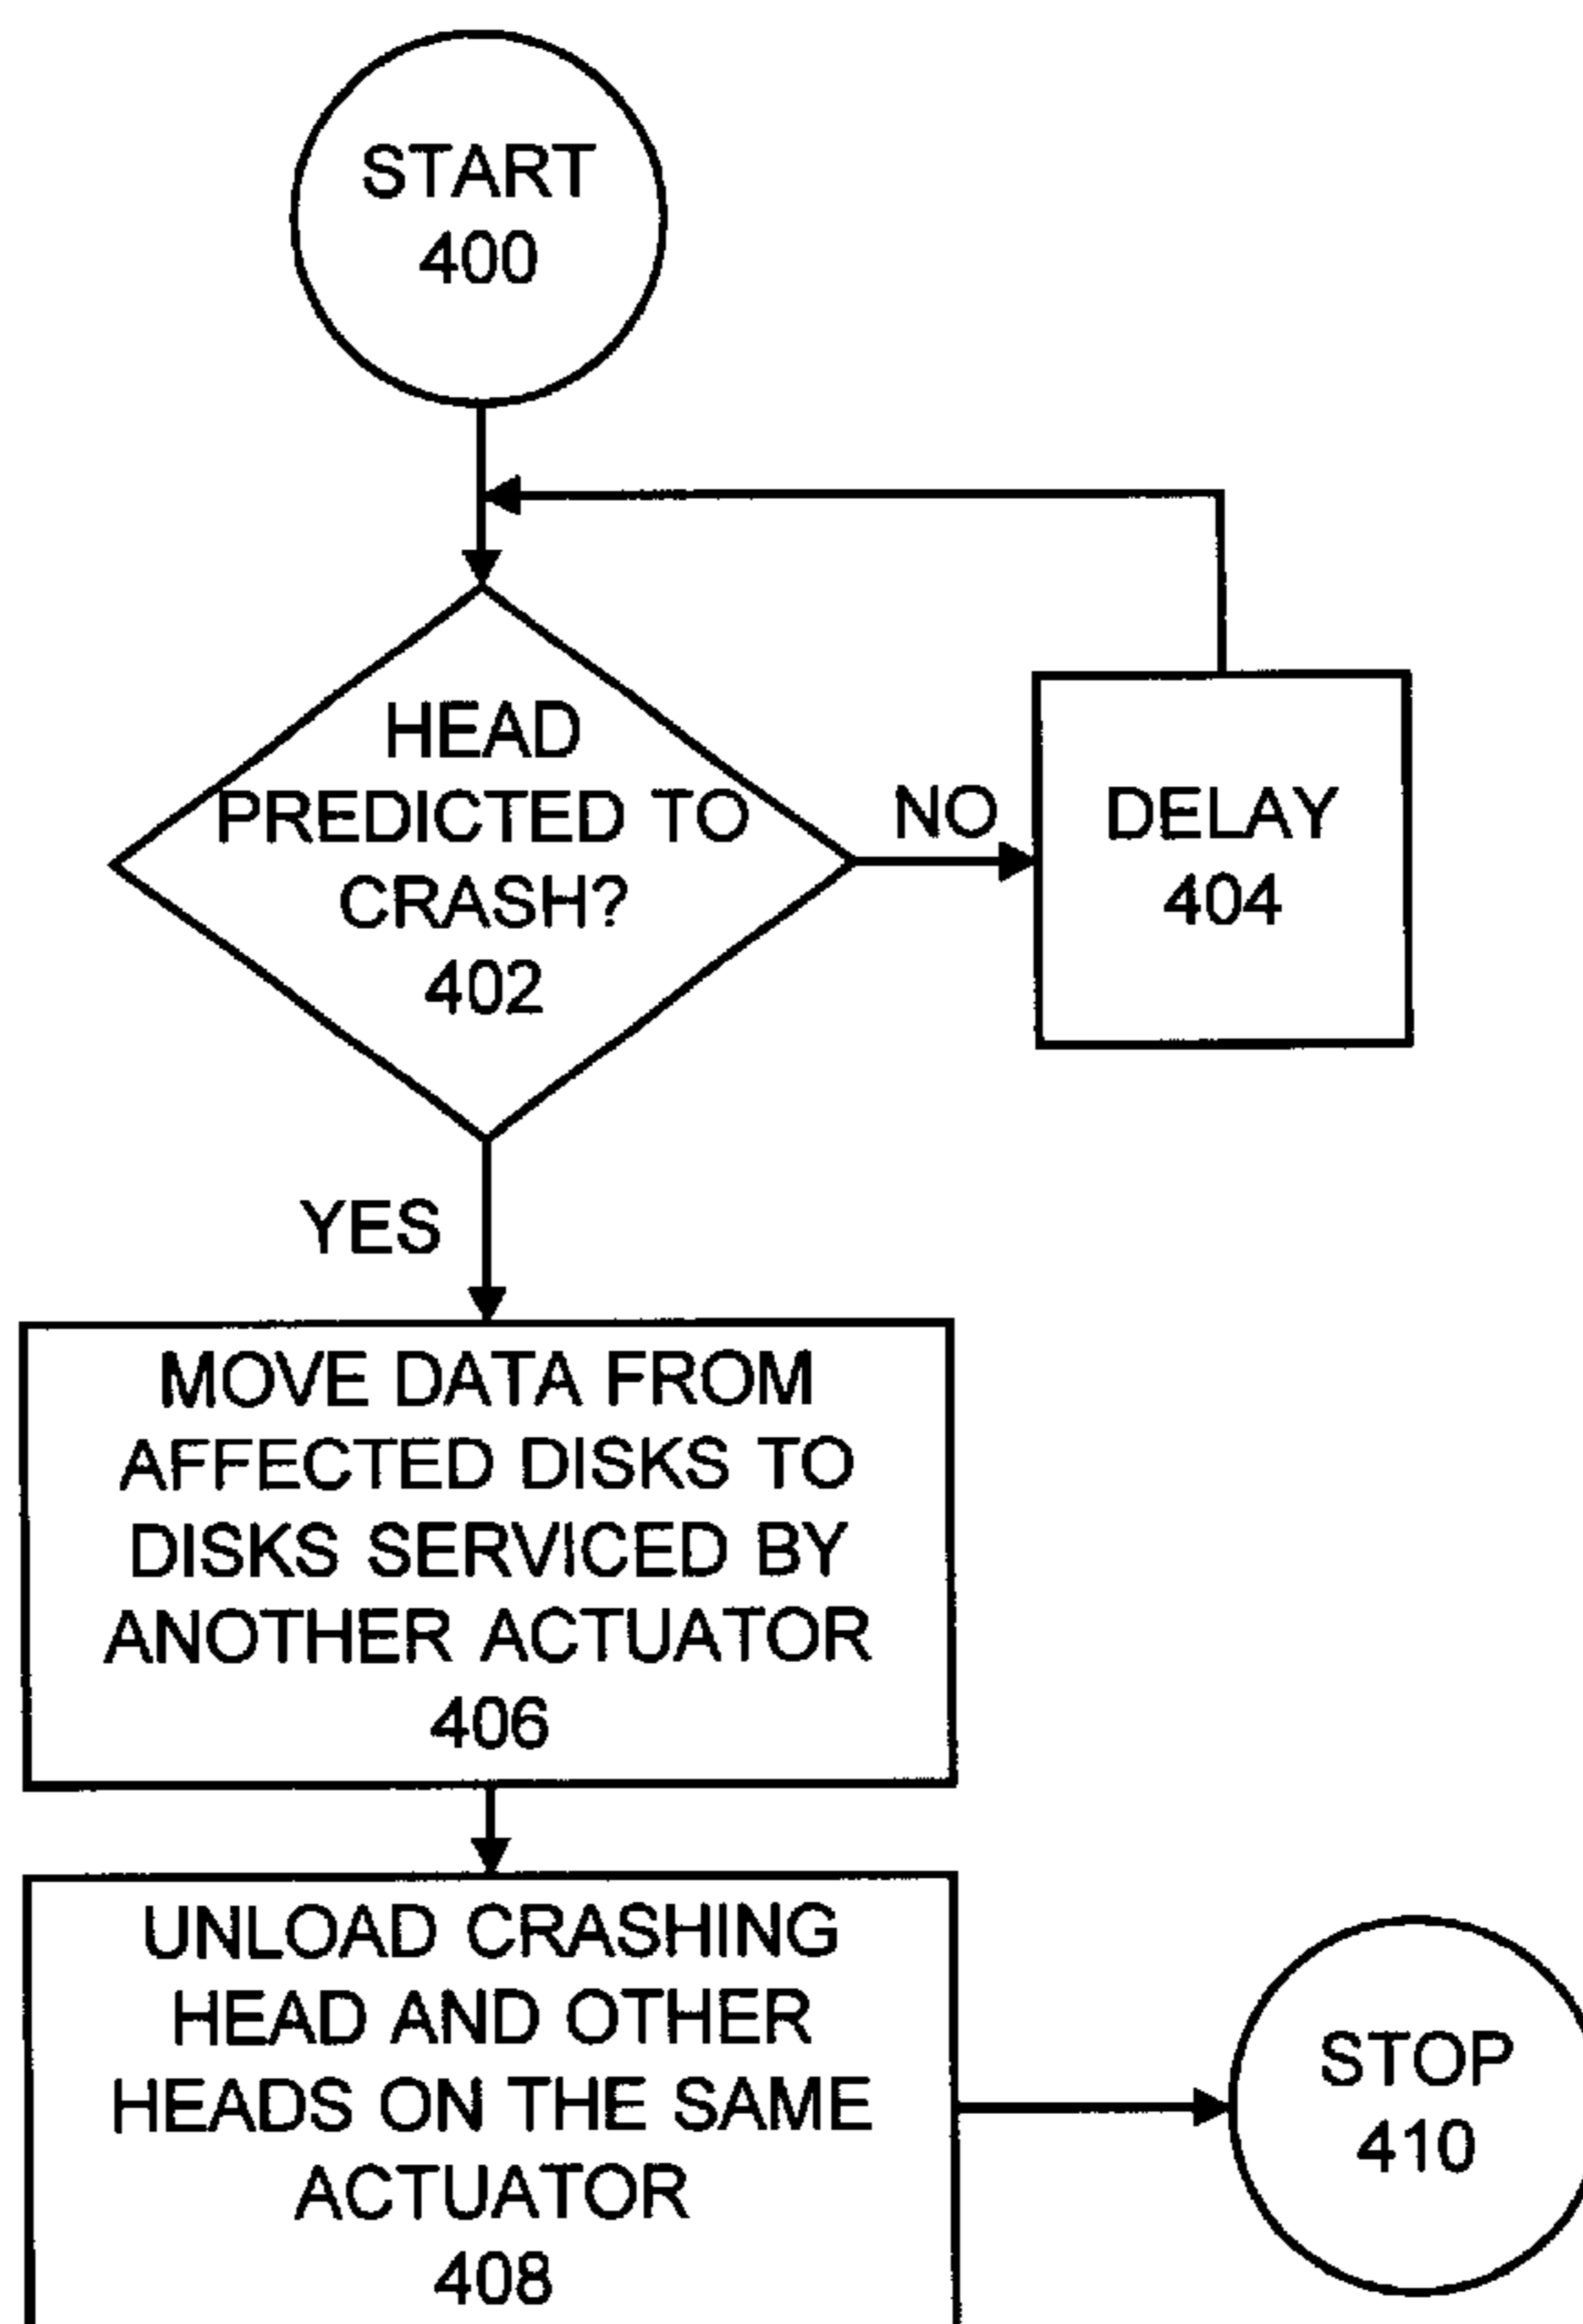 START
400
HEAD
PREDICTED TO
CRASH?
402
NO
DELAY
404
YES
MOVE DATA FROM
AFFECTED DISKS TO
DISKS SERVICED BY
ANOTHER ACTUATOR
406
UNLOAD CRASHING
HEAD AND OTHER
HEADS ON THE SAME
ACTUATOR
408
STOP
410